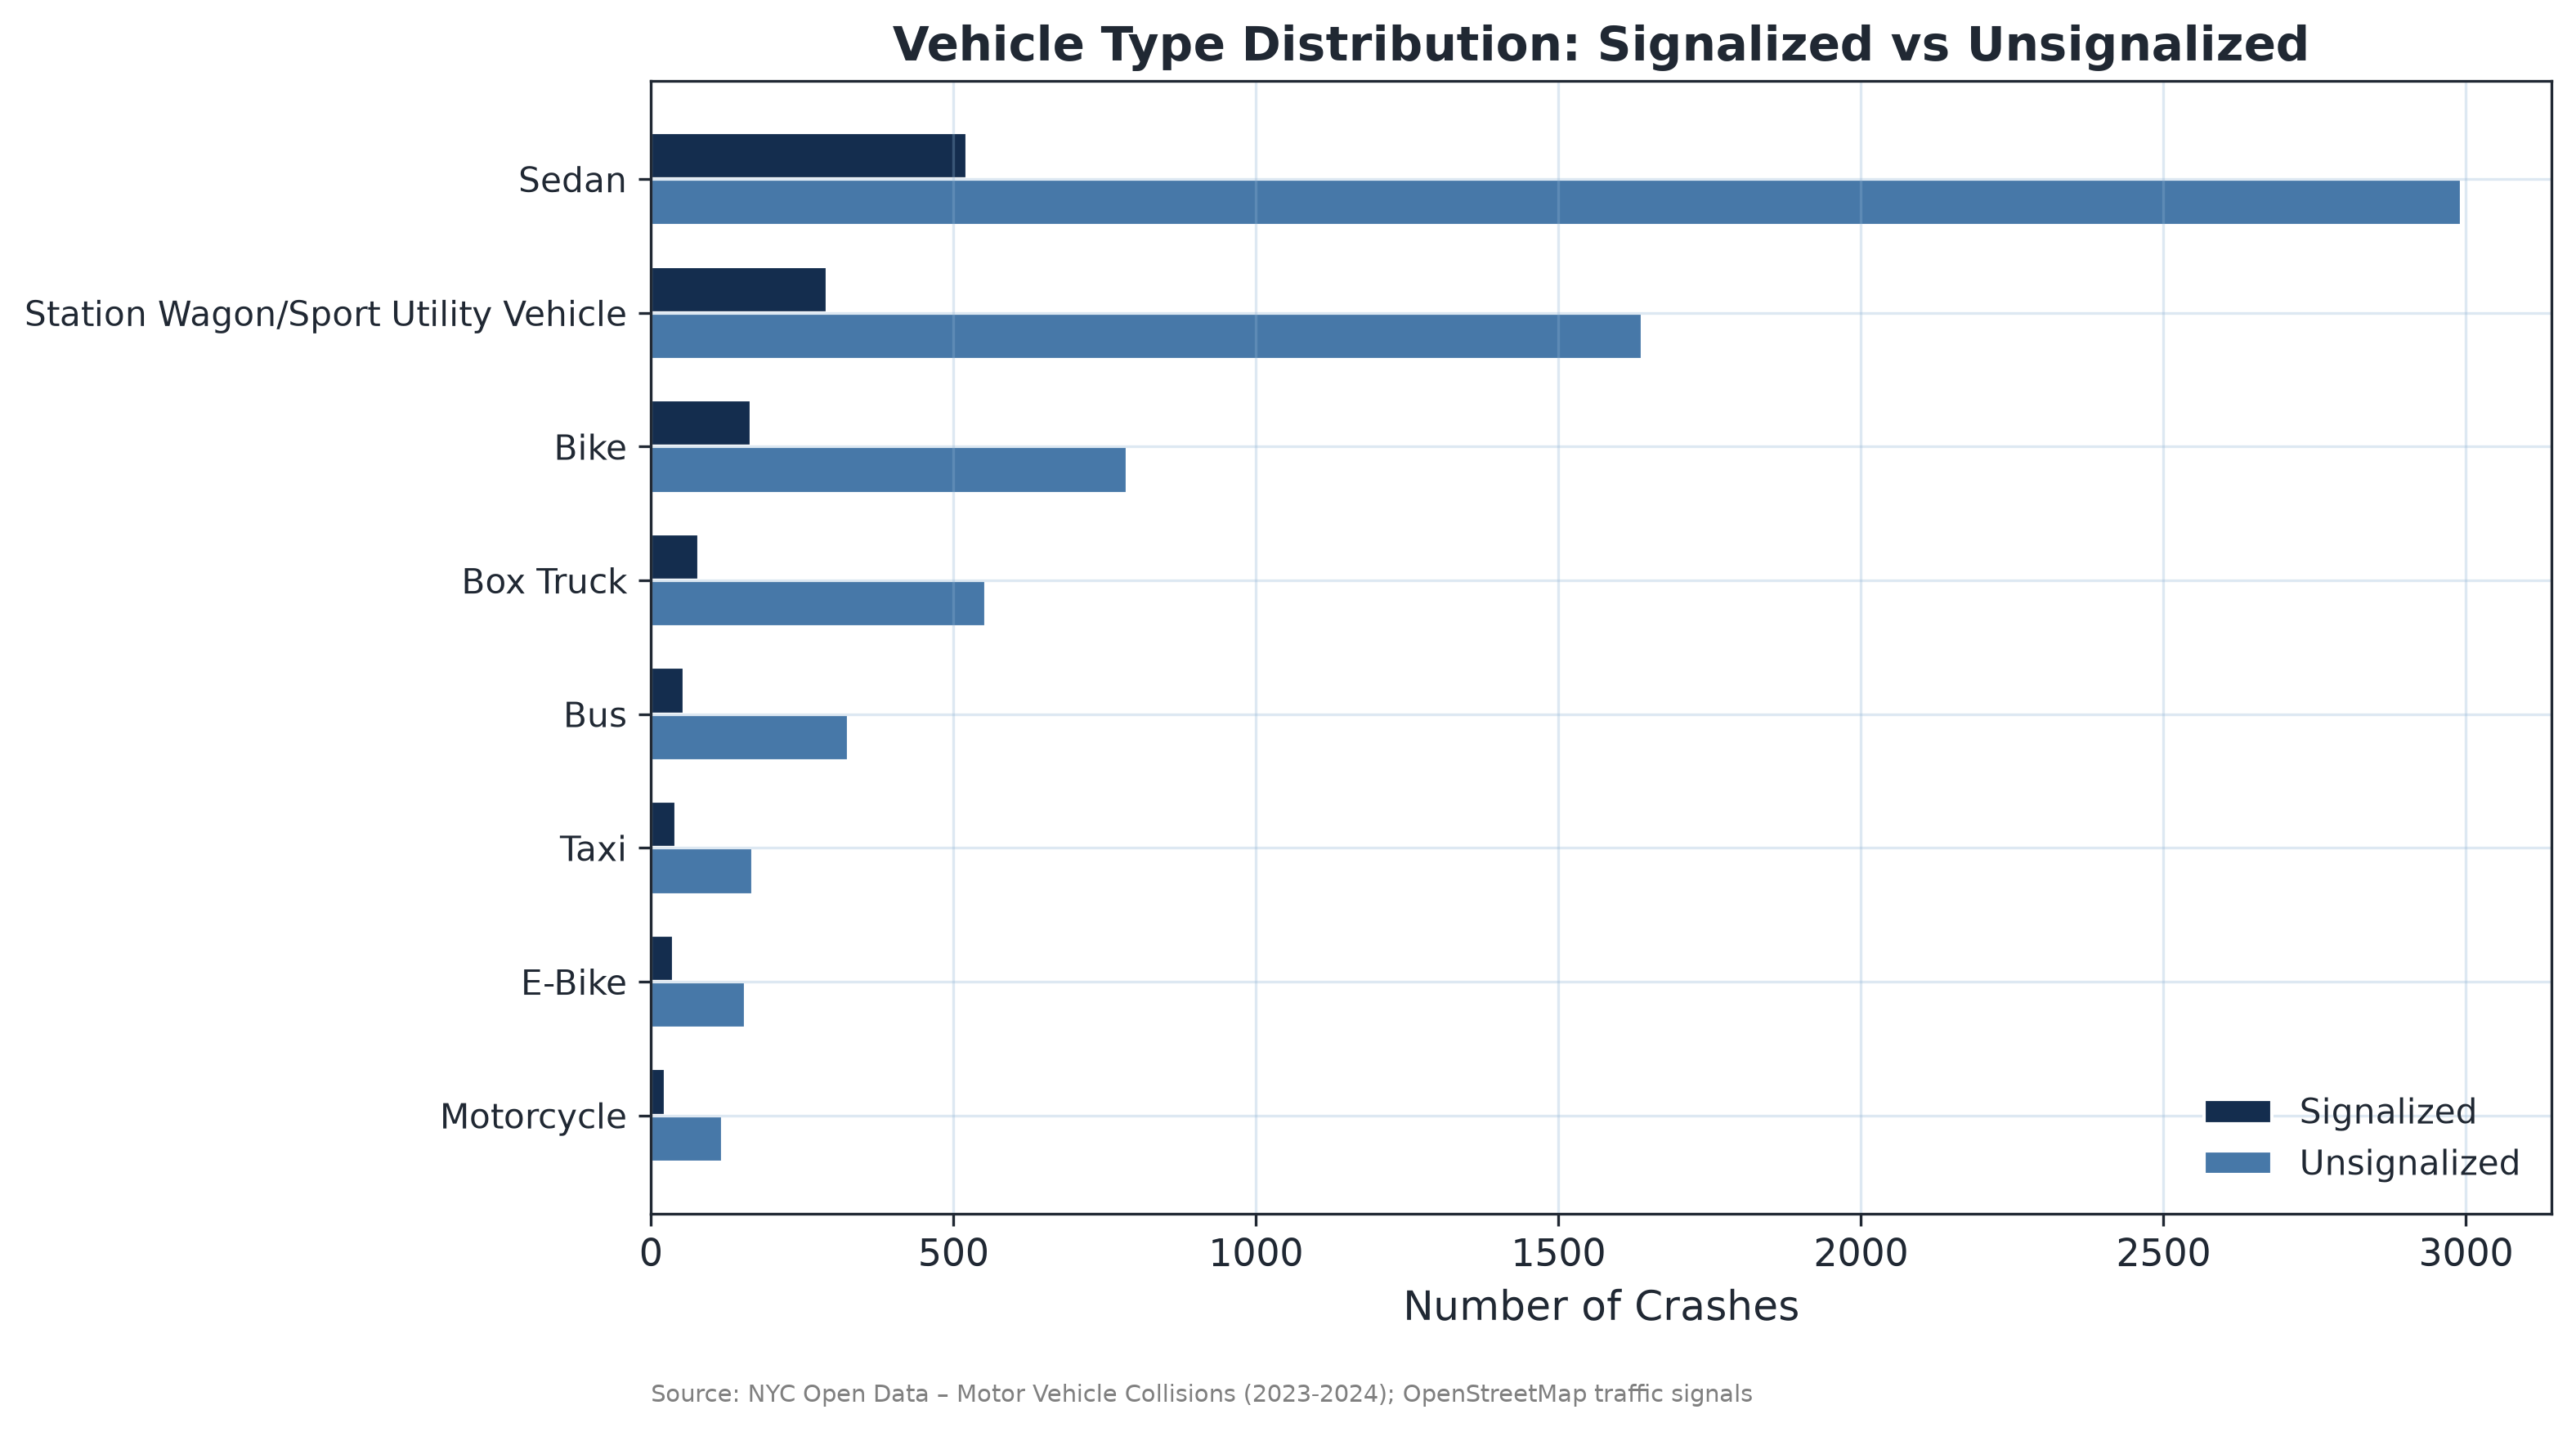 Vehicle Type Distribution: Signalized vs Unsignalized
Sedan
Station Wagon/Sport Utility Vehicle
Bike
Box Truck
Bus
Taxi
E-Bike
Motorcycle
Signalized
Unsignalized
0 500 1000 1500 2000 2500 3000
Number of Crashes
Source: NYC Open Data – Motor Vehicle Collisions (2023-2024); OpenStreetMap traffic signals